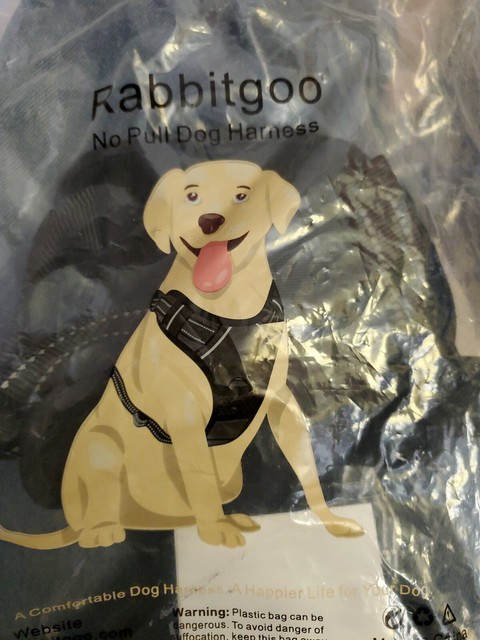 Rabbitgoo
No Pull Dog Harness
A Comfortable Dog Harness. A Happier Life for Your Dog.
Website
Warning: Plastic bag can be
dangerous. To avoid danger of
suffocation, keep this bag away